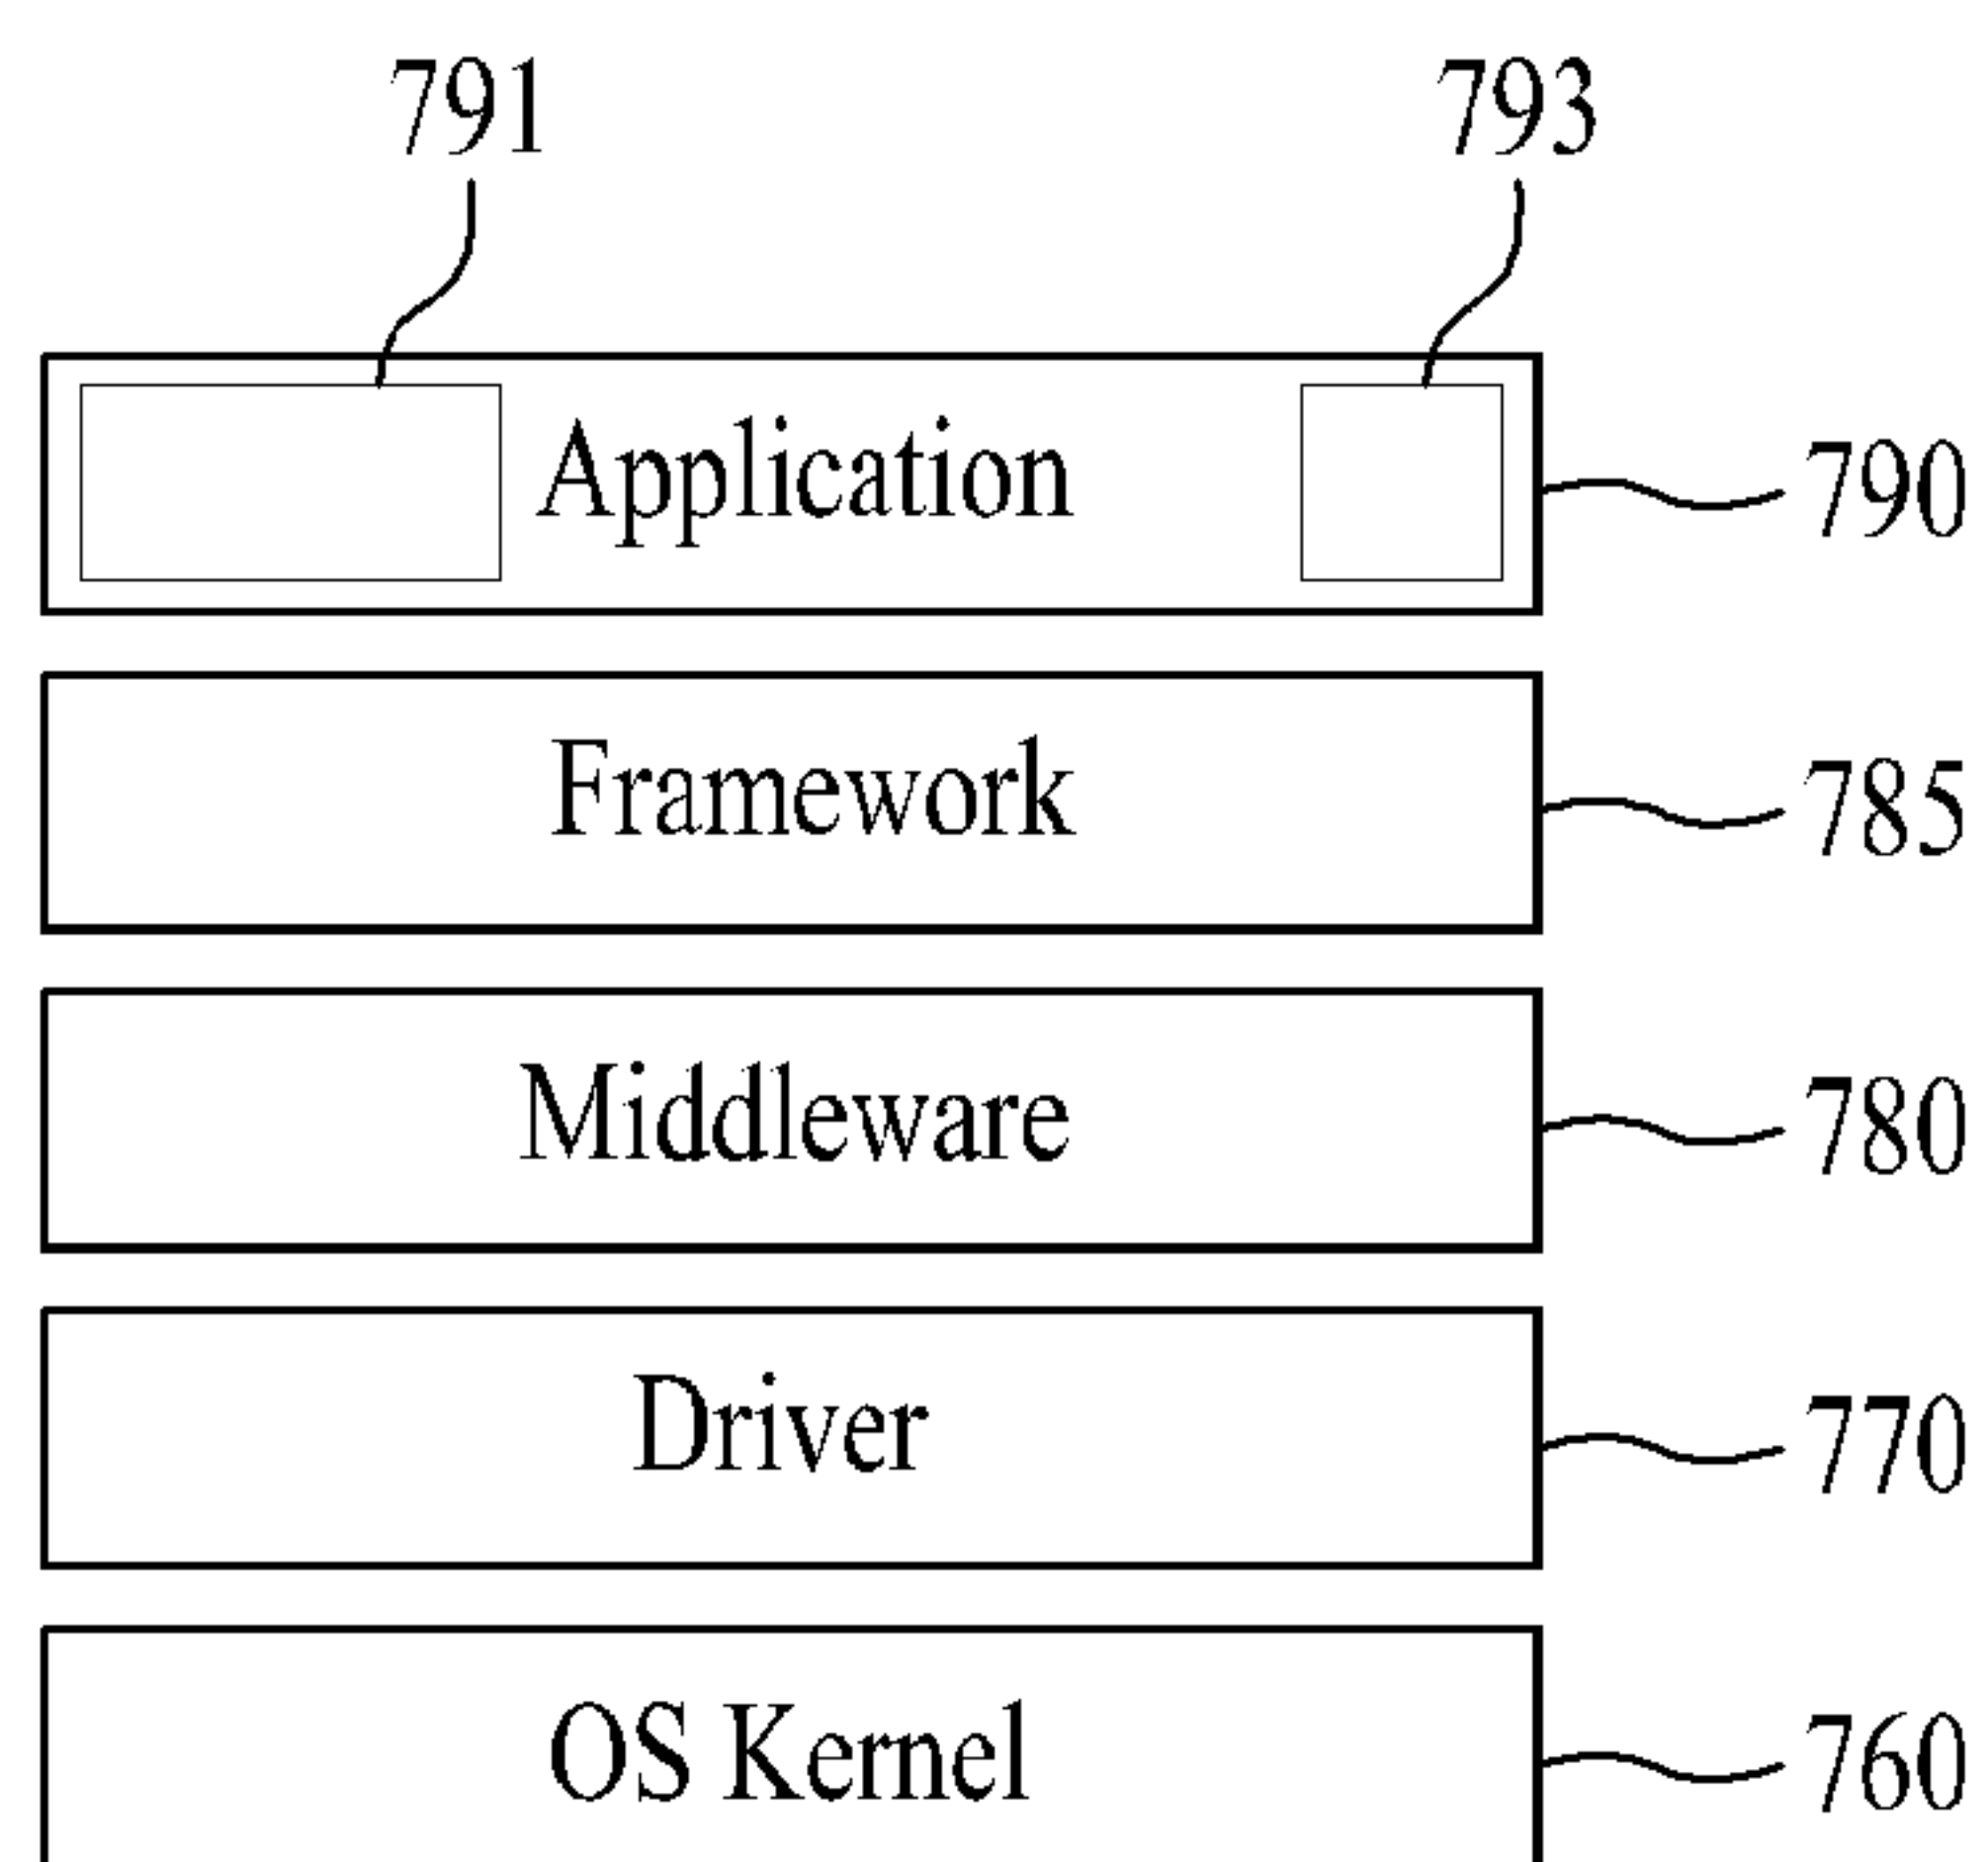 791 793
Application 790
Framework 785
Middleware 780
Driver 770
OS Kernel 760